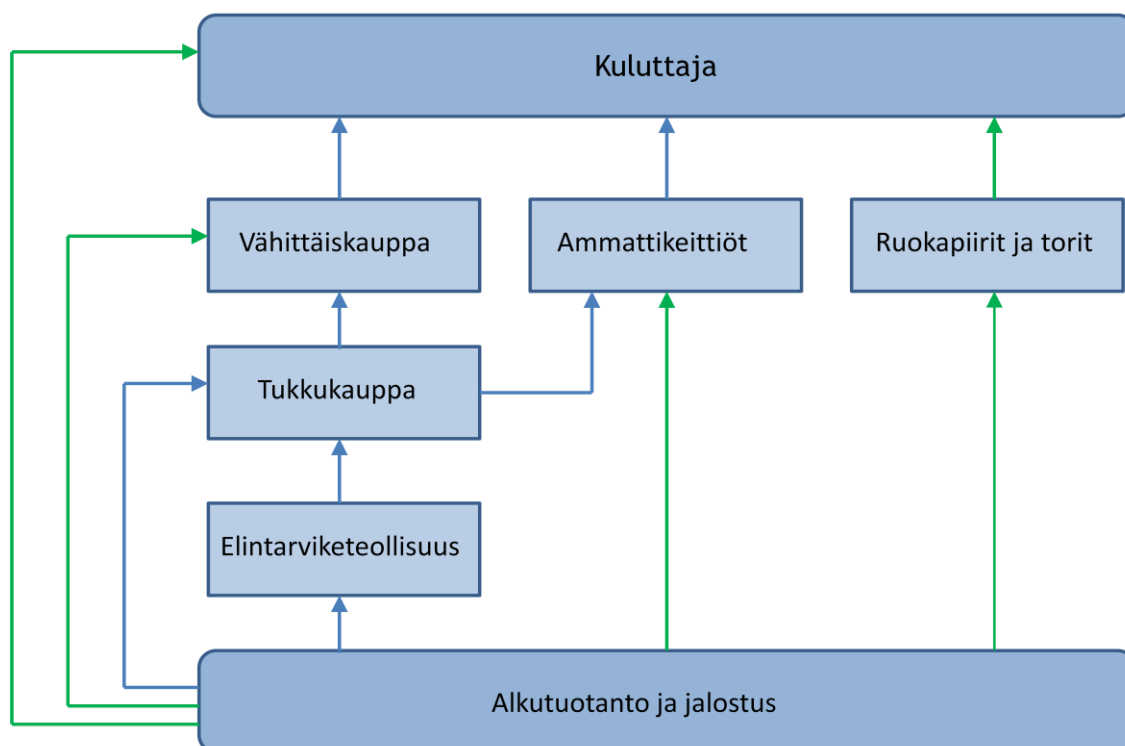 Kuluttaja
Vähittäiskauppa
Ammattikeittiöt
Ruokapiirit ja torit
Tukkukauppa
Elintarviketeollisuus
Alkutuotanto ja jalostus